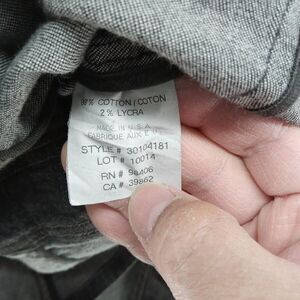 98% COTTON / COTON
2% LYCRA
MADE IN U.S.A
FABRIQUE AUX E.U.
STYLE # 30104181
LOT # 10014
RN # 96406
CA # 39862